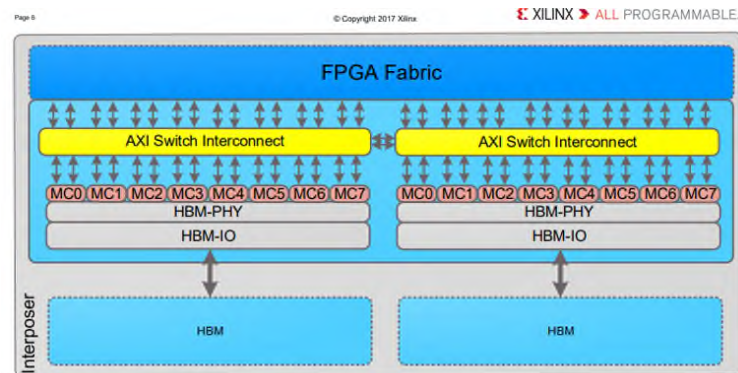 Page 6
© Copyright 2017 Xilinx
XILINX ALL PROGRAMMABLE.
FPGA Fabric
AXI Switch Interconnect AXI Switch Interconnect
MC0 MC1 MC2 MC3 MC4 MC5 MC6 MC7 MC0 MC1 MC2 MC3 MC4 MC5 MC6 MC7
HBM-PHY HBM-PHY
HBM-IO HBM-IO
Interposer
HBM HBM